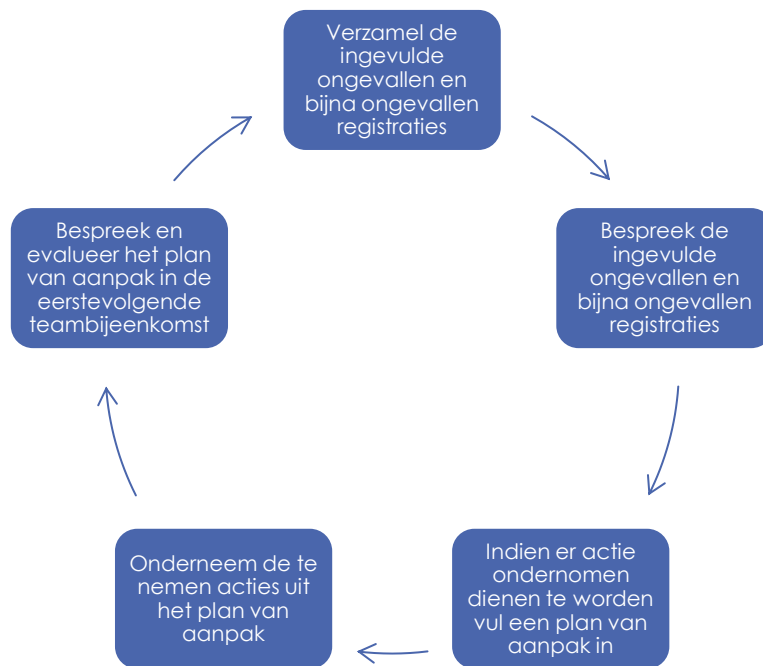 Verzamel de
ingevulde
ongevallen en
bijna ongevallen
registraties
Bespreek de
ingevulde
ongevallen en
bijna ongevallen
registraties
Indien er actie
ondernomen
dienen te worden
vul een plan van
aanpak in
Onderneem de te
nemen acties uit
het plan van
aanpak
Bespreek en
evalueer het plan
van aanpak in de
eerstevolgende
teambijeenkomst